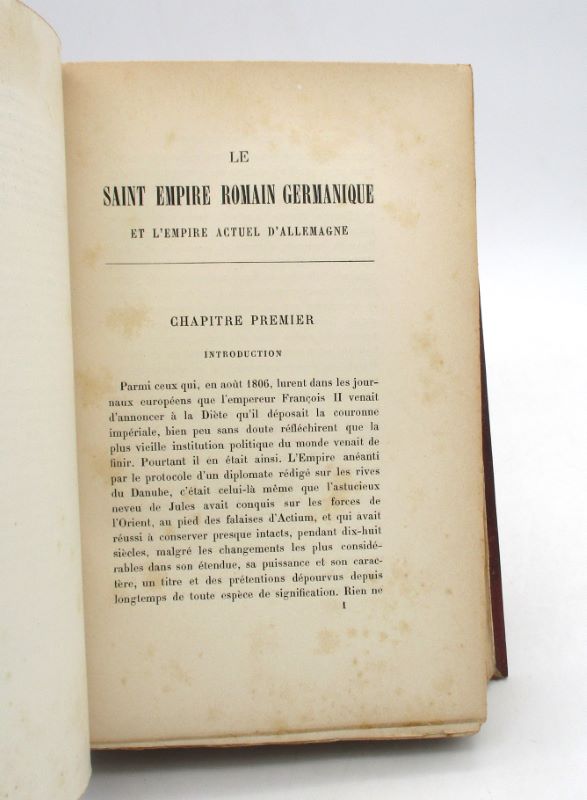 LE
SAINT EMPIRE ROMAIN GERMANIQUE
ET L'EMPIRE ACTUEL D'ALLEMAGNE
CHAPITRE PREMIER
INTRODUCTION
Parmi ceux qui, en août 1806, lurent dans les jour-
naux européens que l'empereur François II venait
d'annoncer à la Diète qu'il déposait la couronne
impériale, bien peu sans doute réfléchirent que la
plus vieille institution politique du monde venait de
finir. Pourtant il en était ainsi. L'Empire anéanti
par le protocole d'un diplomate rédigé sur les rives
du Danube, c'était celui-là même que l'astucieux
neveu de Jules avait conquis sur les forces de
l'Orient, au pied des falaises d'Actium, et qui avait
réussi à conserver presque intacts, pendant dix-huit
siècles, malgré les changements les plus considé-
rables dans son étendue, sa puissance et son carac-
tère, un titre et des prétentions dépourvus depuis
longtemps de toute espèce de signification. Rien ne
1